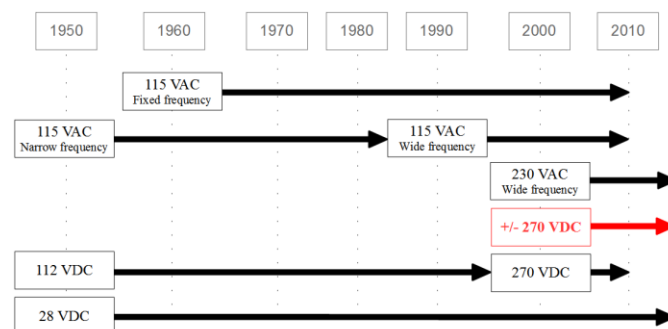 1950 1960 1970 1980 1990 2000 2010
115 VAC
Fixed frequency
115 VAC 115 VAC
Narrow frequency Wide frequency
230 VAC
Wide frequency
+/- 270 VDC
112 VDC 270 VDC
28 VDC